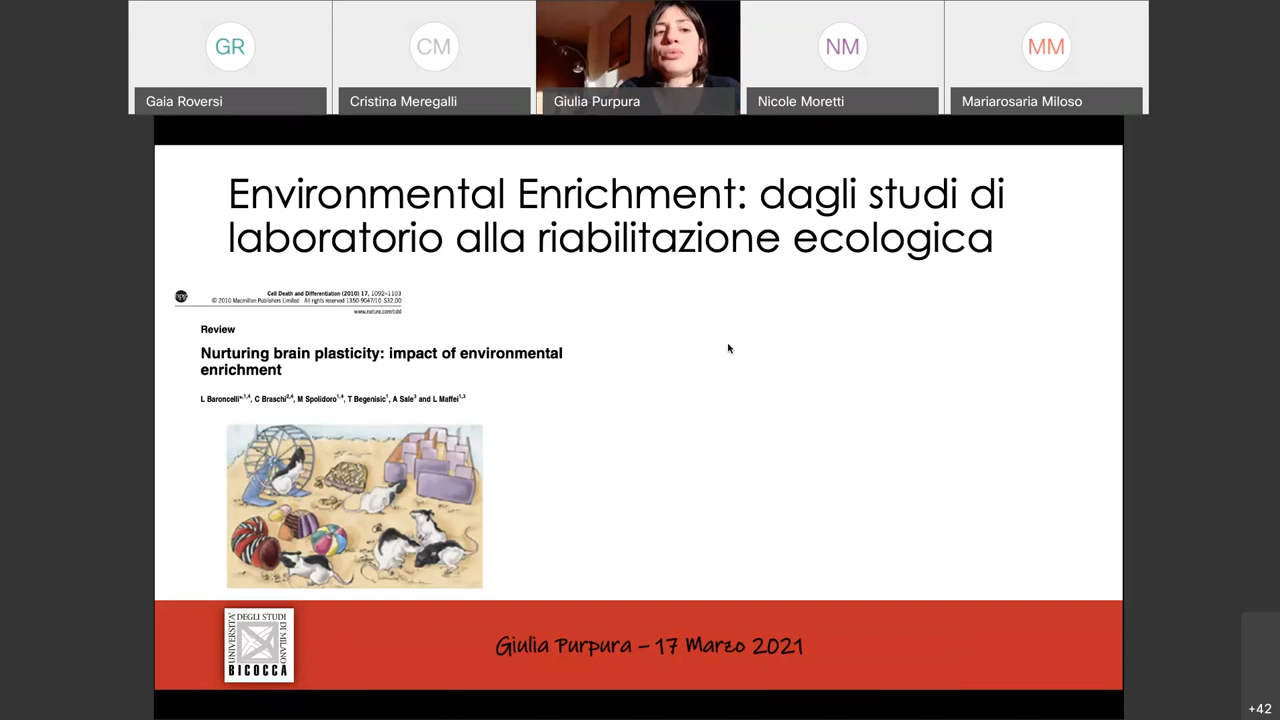 GR
CM
NM
MM
Gaia Roversi
Cristina Meregalli
Giulia Purpura
Nicole Moretti
Mariarosaria Miloso
Environmental Enrichment: dagli studi di
laboratorio alla riabilitazione ecologica
Cell Death and Differentiation (2010) 17, 1092–1103
© 2010 Macmillan Publishers Limited All rights reserved 1350-9047/10 $32.00
www.nature.com/cdd
Review
Nurturing brain plasticity: impact of environmental
enrichment
L Baroncelli*,1,4, C Braschi2,4, M Spolidoro1,4, T Begenisic1, A Sale3 and L Maffei1,3
UNIVERSITÀ
DEGLI STUDI
DI MILANO
BICOCCA
Giulia Purpura – 17 Marzo 2021
+42